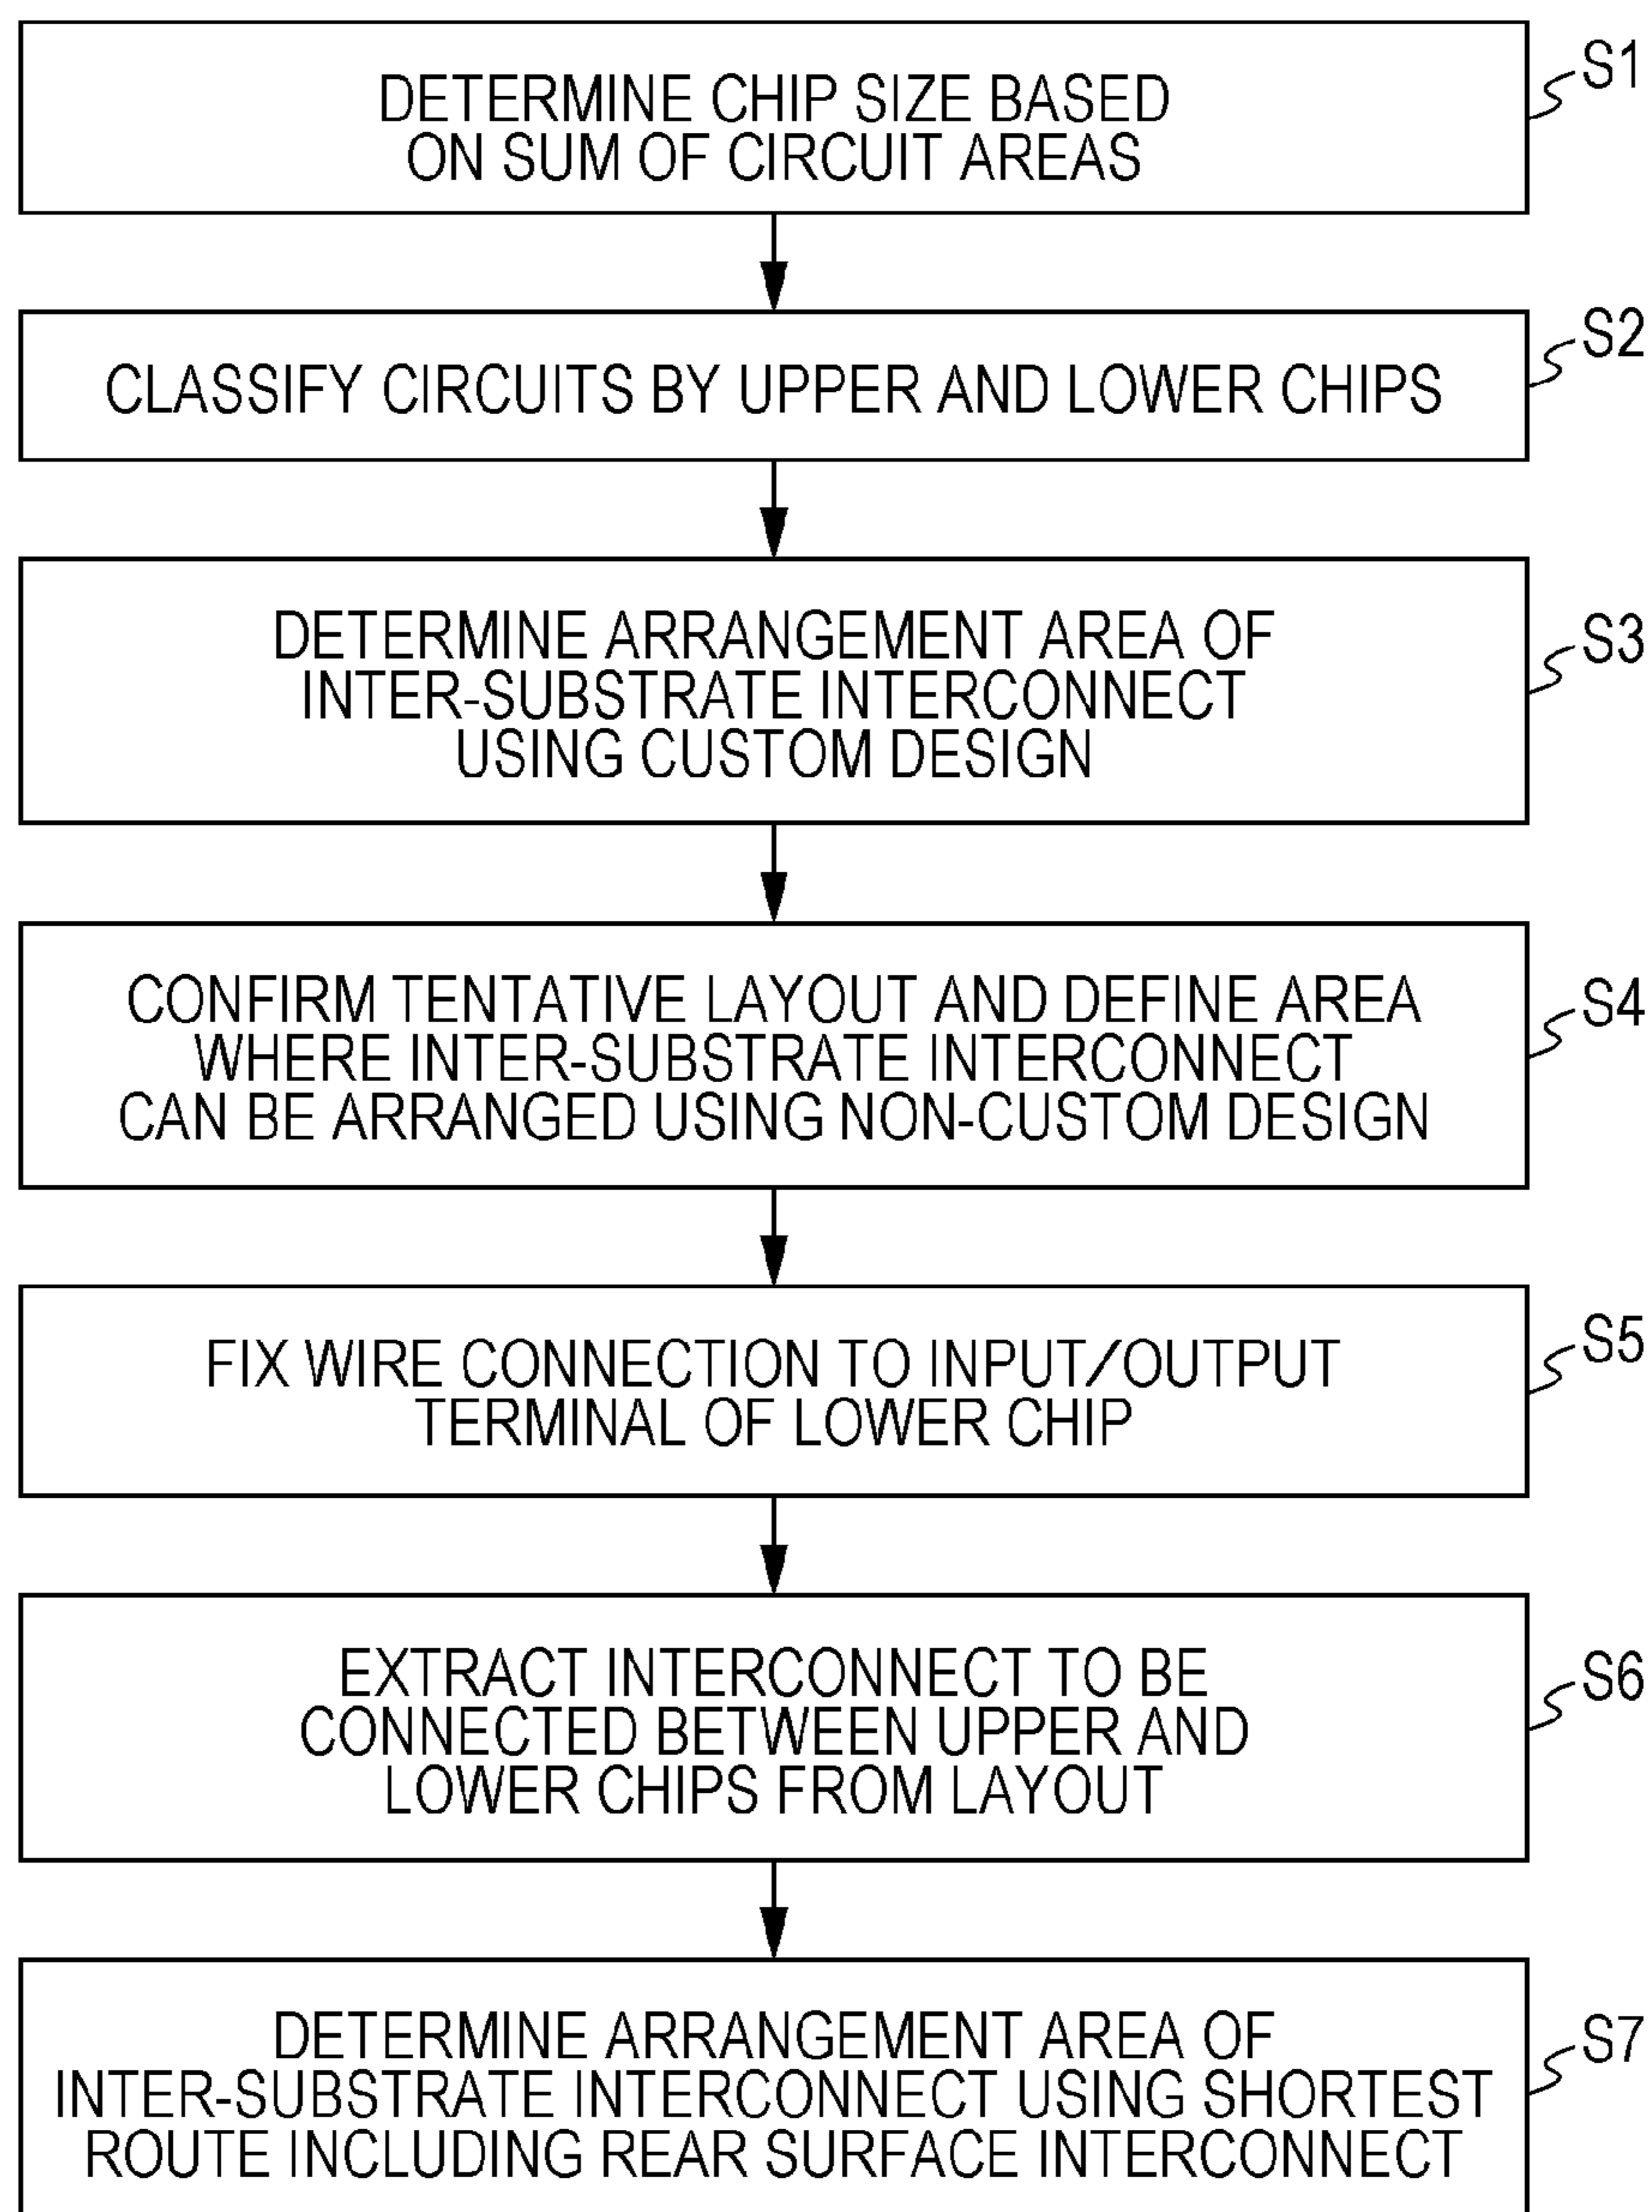 S1
DETERMINE CHIP SIZE BASED
ON SUM OF CIRCUIT AREAS
S2
CLASSIFY CIRCUITS BY UPPER AND LOWER CHIPS
S3
DETERMINE ARRANGEMENT AREA OF
INTER-SUBSTRATE INTERCONNECT
USING CUSTOM DESIGN
S4
CONFIRM TENTATIVE LAYOUT AND DEFINE AREA
WHERE INTER-SUBSTRATE INTERCONNECT
CAN BE ARRANGED USING NON-CUSTOM DESIGN
S5
FIX WIRE CONNECTION TO INPUT/OUTPUT
TERMINAL OF LOWER CHIP
S6
EXTRACT INTERCONNECT TO BE
CONNECTED BETWEEN UPPER AND
LOWER CHIPS FROM LAYOUT
S7
DETERMINE ARRANGEMENT AREA OF
INTER-SUBSTRATE INTERCONNECT USING SHORTEST
ROUTE INCLUDING REAR SURFACE INTERCONNECT